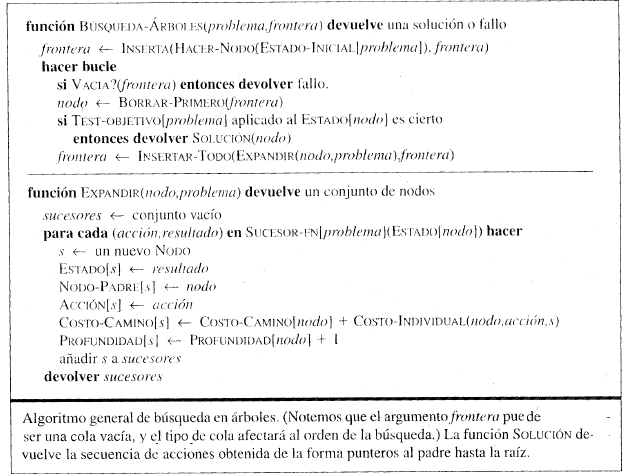 función BÚSQUEDA-ÁRBOLES(problema,frontera) devuelve una solución o fallo
frontera ← INSERTA(HACER-NODO(ESTADO-INICIAL[problema]), frontera)
hacer bucle
si VACIA?(frontera) entonces devolver fallo.
nodo ← BORRAR-PRIMERO(frontera)
si TEST-OBJETIVO[problema] aplicado al ESTADO[nodo] es cierto
entonces devolver SOLUCIÓN(nodo)
frontera ← INSERTAR-TODO(EXPANDIR(nodo,problema),frontera)
función EXPANDIR(nodo,problema) devuelve un conjunto de nodos
sucesores ← conjunto vacío
para cada (acción,resultado) en SUCESOR-FN[problema](ESTADO[nodo]) hacer
s ← un nuevo NODO
ESTADO[s] ← resultado
NODO-PADRE[s] ← nodo
ACCIÓN[s] ← acción
COSTO-CAMINO[s] ← COSTO-CAMINO[nodo] + COSTO-INDIVIDUAL(nodo,acción,s)
PROFUNDIDAD[s] ← PROFUNDIDAD[nodo] + 1
añadir s a sucesores
devolver sucesores
Algoritmo general de búsqueda en árboles. (Notemos que el argumento frontera puede
ser una cola vacía, y el tipo de cola afectará al orden de la búsqueda.) La función SOLUCIÓN de-
vuelve la secuencia de acciones obtenida de la forma punteros al padre hasta la raíz.